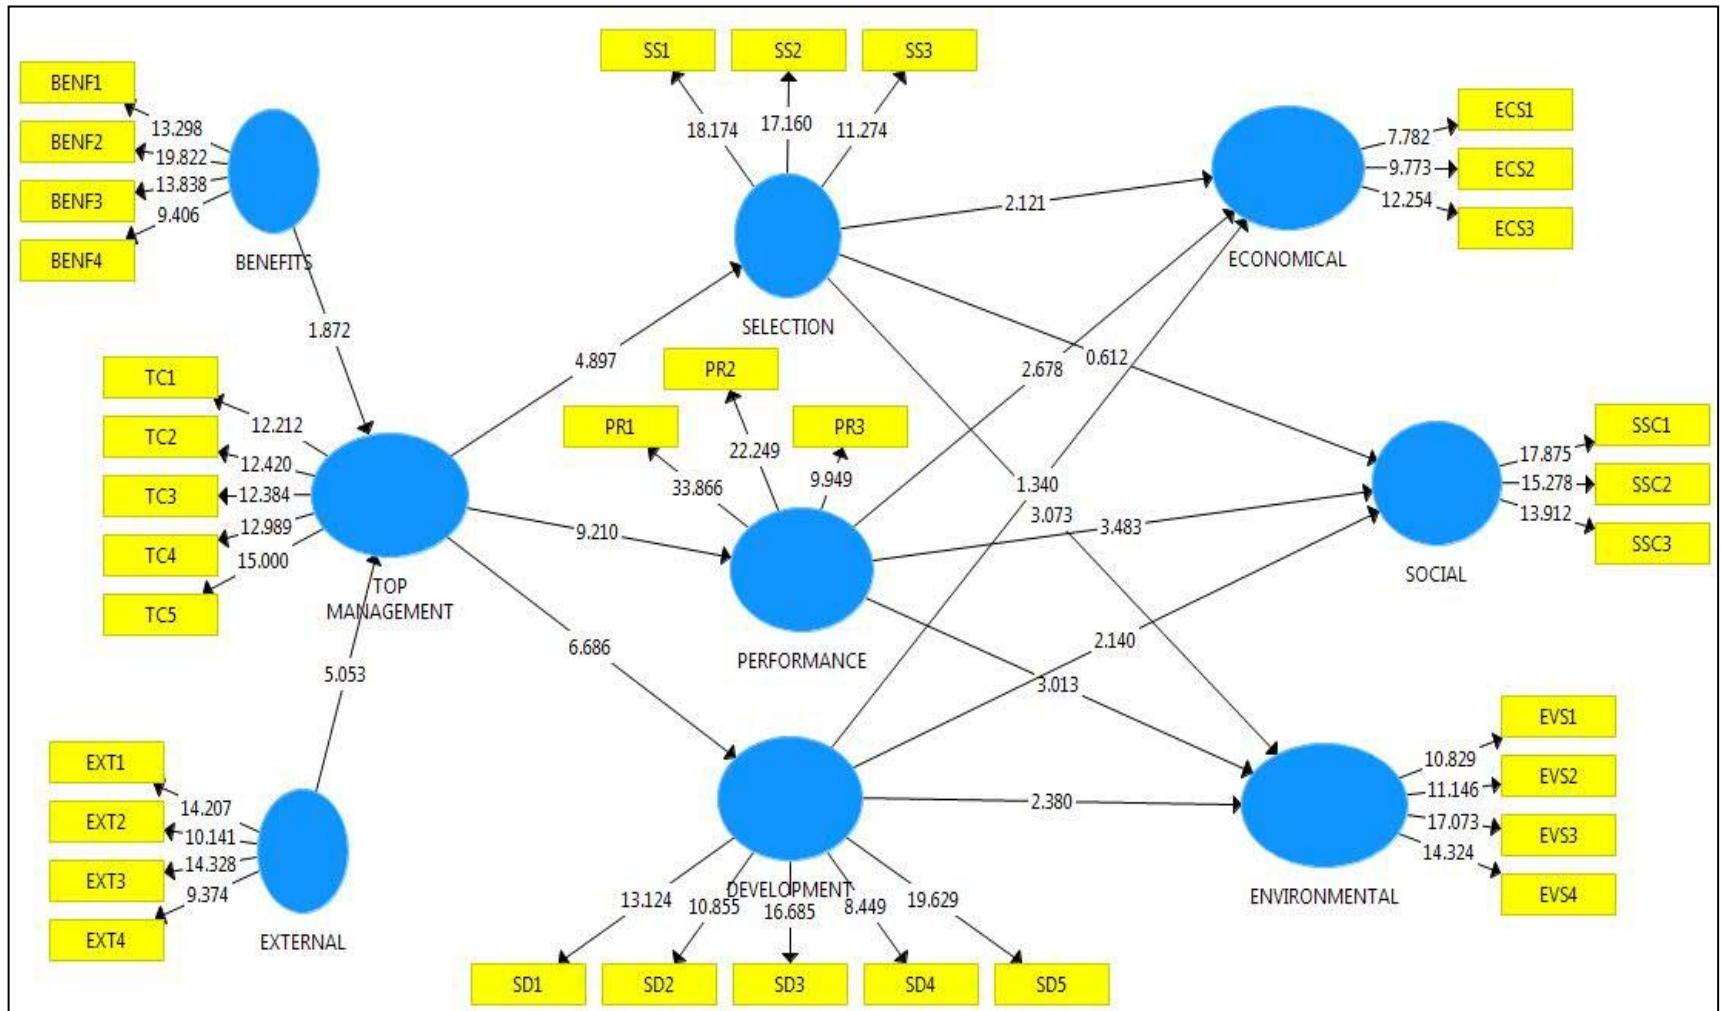 SS1
SS2
SS3
BENF1
BENF2
BENF3
BENF4
13.298
19.822
13.838
9.406
BENEFITS
18.174
17.160
11.274
SELECTION
ECS1
ECS2
ECS3
7.782
9.773
12.254
ECONOMICAL
2.121
1.872
4.897
0.612
2.678
TC1
TC2
TC3
TC4
TC5
12.212
12.420
12.384
12.989
15.000
TOP
MANAGEMENT
PR1
PR2
PR3
33.866
22.249
9.949
PERFORMANCE
9.210
1.340
3.073
3.483
SSC1
SSC2
SSC3
17.875
15.278
13.912
SOCIAL
5.053
6.686
2.140
3.013
2.380
EXT1
EXT2
EXT3
EXT4
14.207
10.141
14.328
9.374
EXTERNAL
DEVELOPMENT
13.124
10.855
16.685
8.449
19.629
SD1
SD2
SD3
SD4
SD5
EVS1
EVS2
EVS3
EVS4
10.829
11.146
17.073
14.324
ENVIRONMENTAL